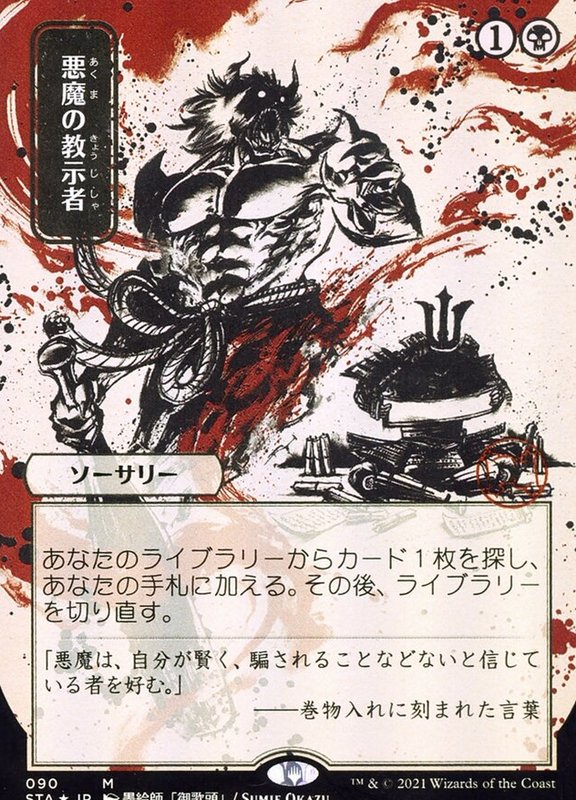 悪魔の教示者
あくま きょうじしゃ
1
ソーサリー
あなたのライブラリーからカード1枚を探し、
あなたの手札に加える。その後、ライブラリー
を切り直す。
「悪魔は、自分が賢く、騙されることなどないと信じて
いる者を好む。」
――巻物入れに刻まれた言葉
090 M
™ & © 2021 Wizards of the Coast
STA★JP 墨絵師「御歌頭」/ SUMIE OKAZU